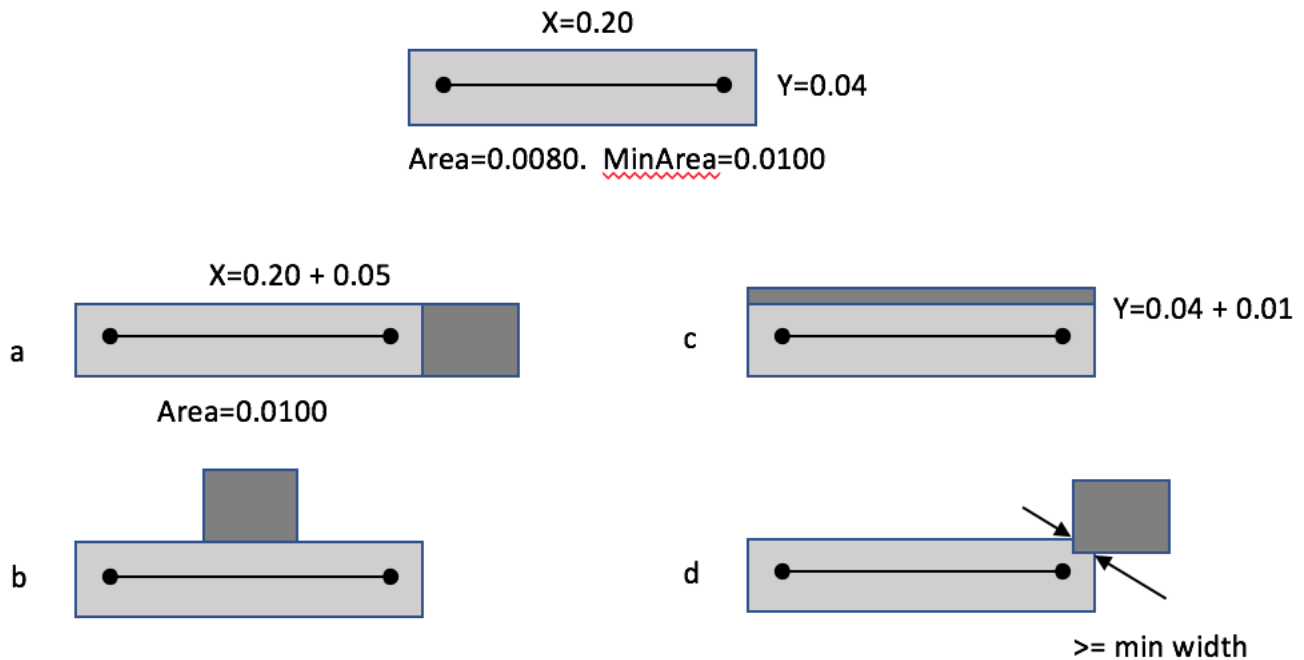 X=0.20
Y=0.04
Area=0.0080.  MinArea=0.0100
X=0.20 + 0.05
a
Area=0.0100
c
Y=0.04 + 0.01
b
d
>= min width